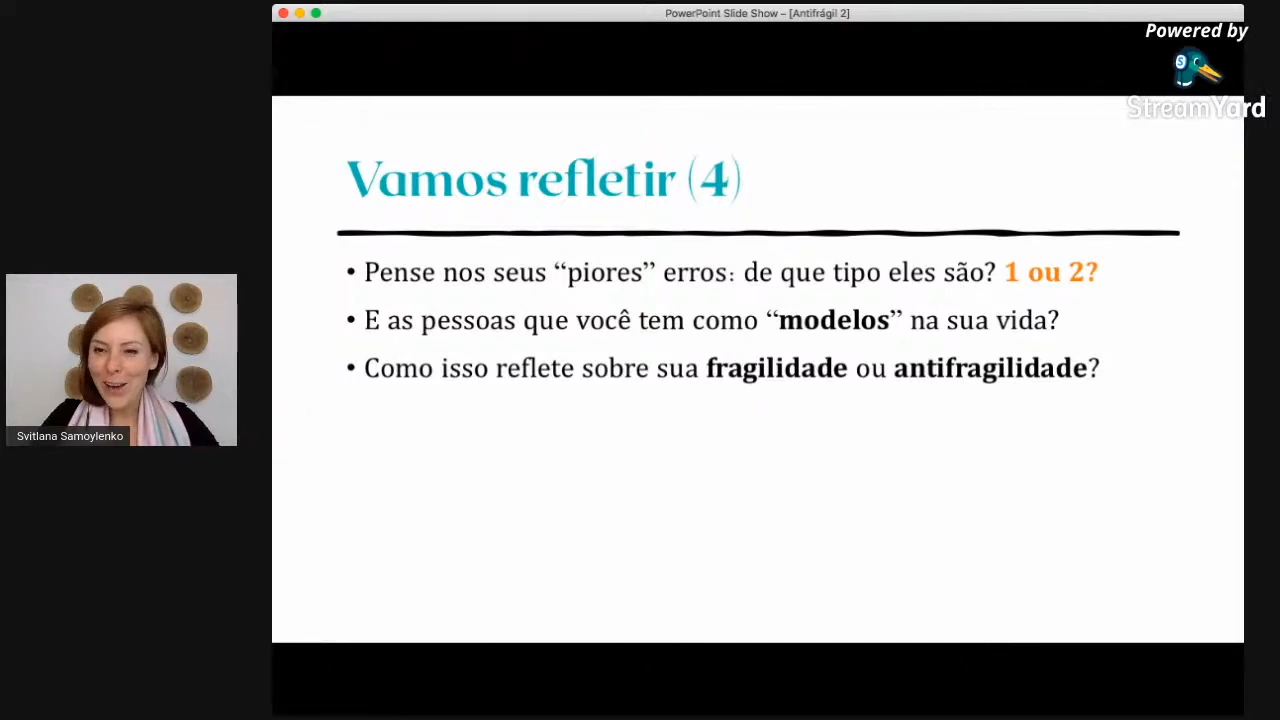 PowerPoint Slide Show – [Antifrágil 2]
Powered by
S
StreamYard
Vamos refletir (4)
• Pense nos seus “piores” erros: de que tipo eles são? 1 ou 2?
• E as pessoas que você tem como “modelos” na sua vida?
• Como isso reflete sobre sua fragilidade ou antifragilidade?
Svitlana Samoylenko